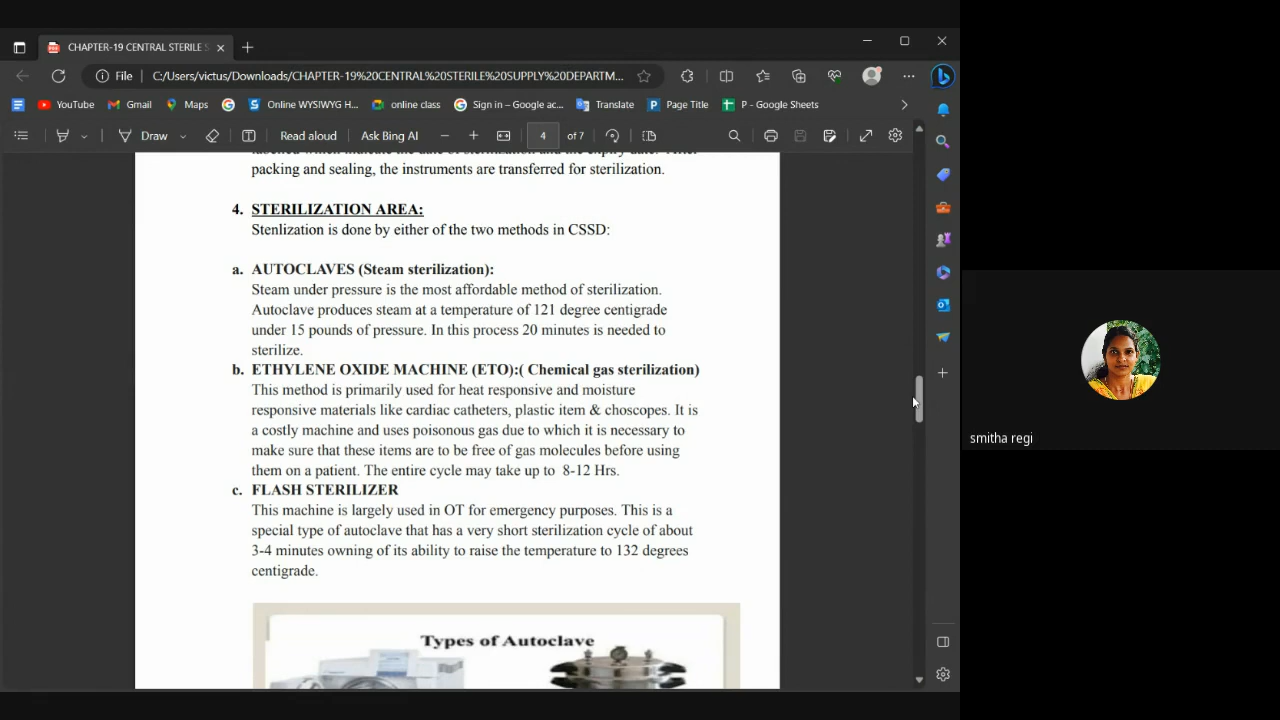 CHAPTER-19 CENTRAL STERILE S
File C:/Users/victus/Downloads/CHAPTER-19%20CENTRAL%20STERILE%20SUPPLY%20DEPARTM...
YouTube Gmail Maps Online WYSIWYG H... online class Sign in – Google ac... Translate Page Title P - Google Sheets
Draw Read aloud Ask Bing AI 4 of 7
packing and sealing, the instruments are transferred for sterilization.
4. STERILIZATION AREA:
Stenlization is done by either of the two methods in CSSD:
a. AUTOCLAVES (Steam sterilization):
Steam under pressure is the most affordable method of sterilization.
Autoclave produces steam at a temperature of 121 degree centigrade
under 15 pounds of pressure. In this process 20 minutes is needed to
sterilize.
b. ETHYLENE OXIDE MACHINE (ETO):( Chemical gas sterilization)
This method is primarily used for heat responsive and moisture
responsive materials like cardiac catheters, plastic item & choscopes. It is
a costly machine and uses poisonous gas due to which it is necessary to
make sure that these items are to be free of gas molecules before using
them on a patient. The entire cycle may take up to 8-12 Hrs.
c. FLASH STERILIZER
This machine is largely used in OT for emergency purposes. This is a
special type of autoclave that has a very short sterilization cycle of about
3-4 minutes owning of its ability to raise the temperature to 132 degrees
centigrade.
Types of Autoclave
smitha regi